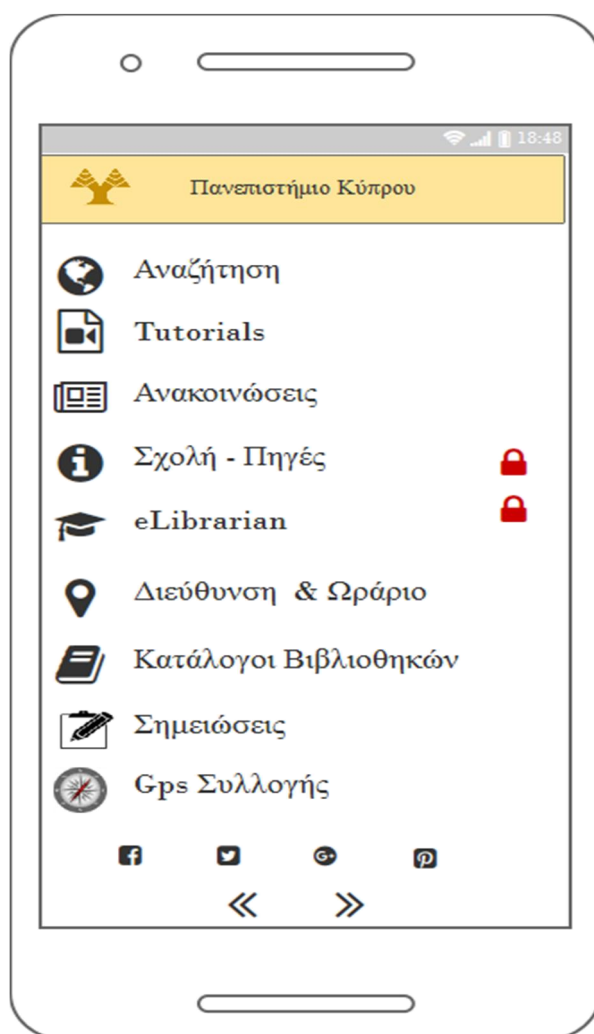 18:48
Πανεπιστήμιο Κύπρου
Αναζήτηση
Tutorials
Ανακοινώσεις
Σχολή - Πηγές
eLibrarian
Διεύθυνση & Ωράριο
Κατάλογοι Βιβλιοθηκών
Σημειώσεις
Gps Συλλογής